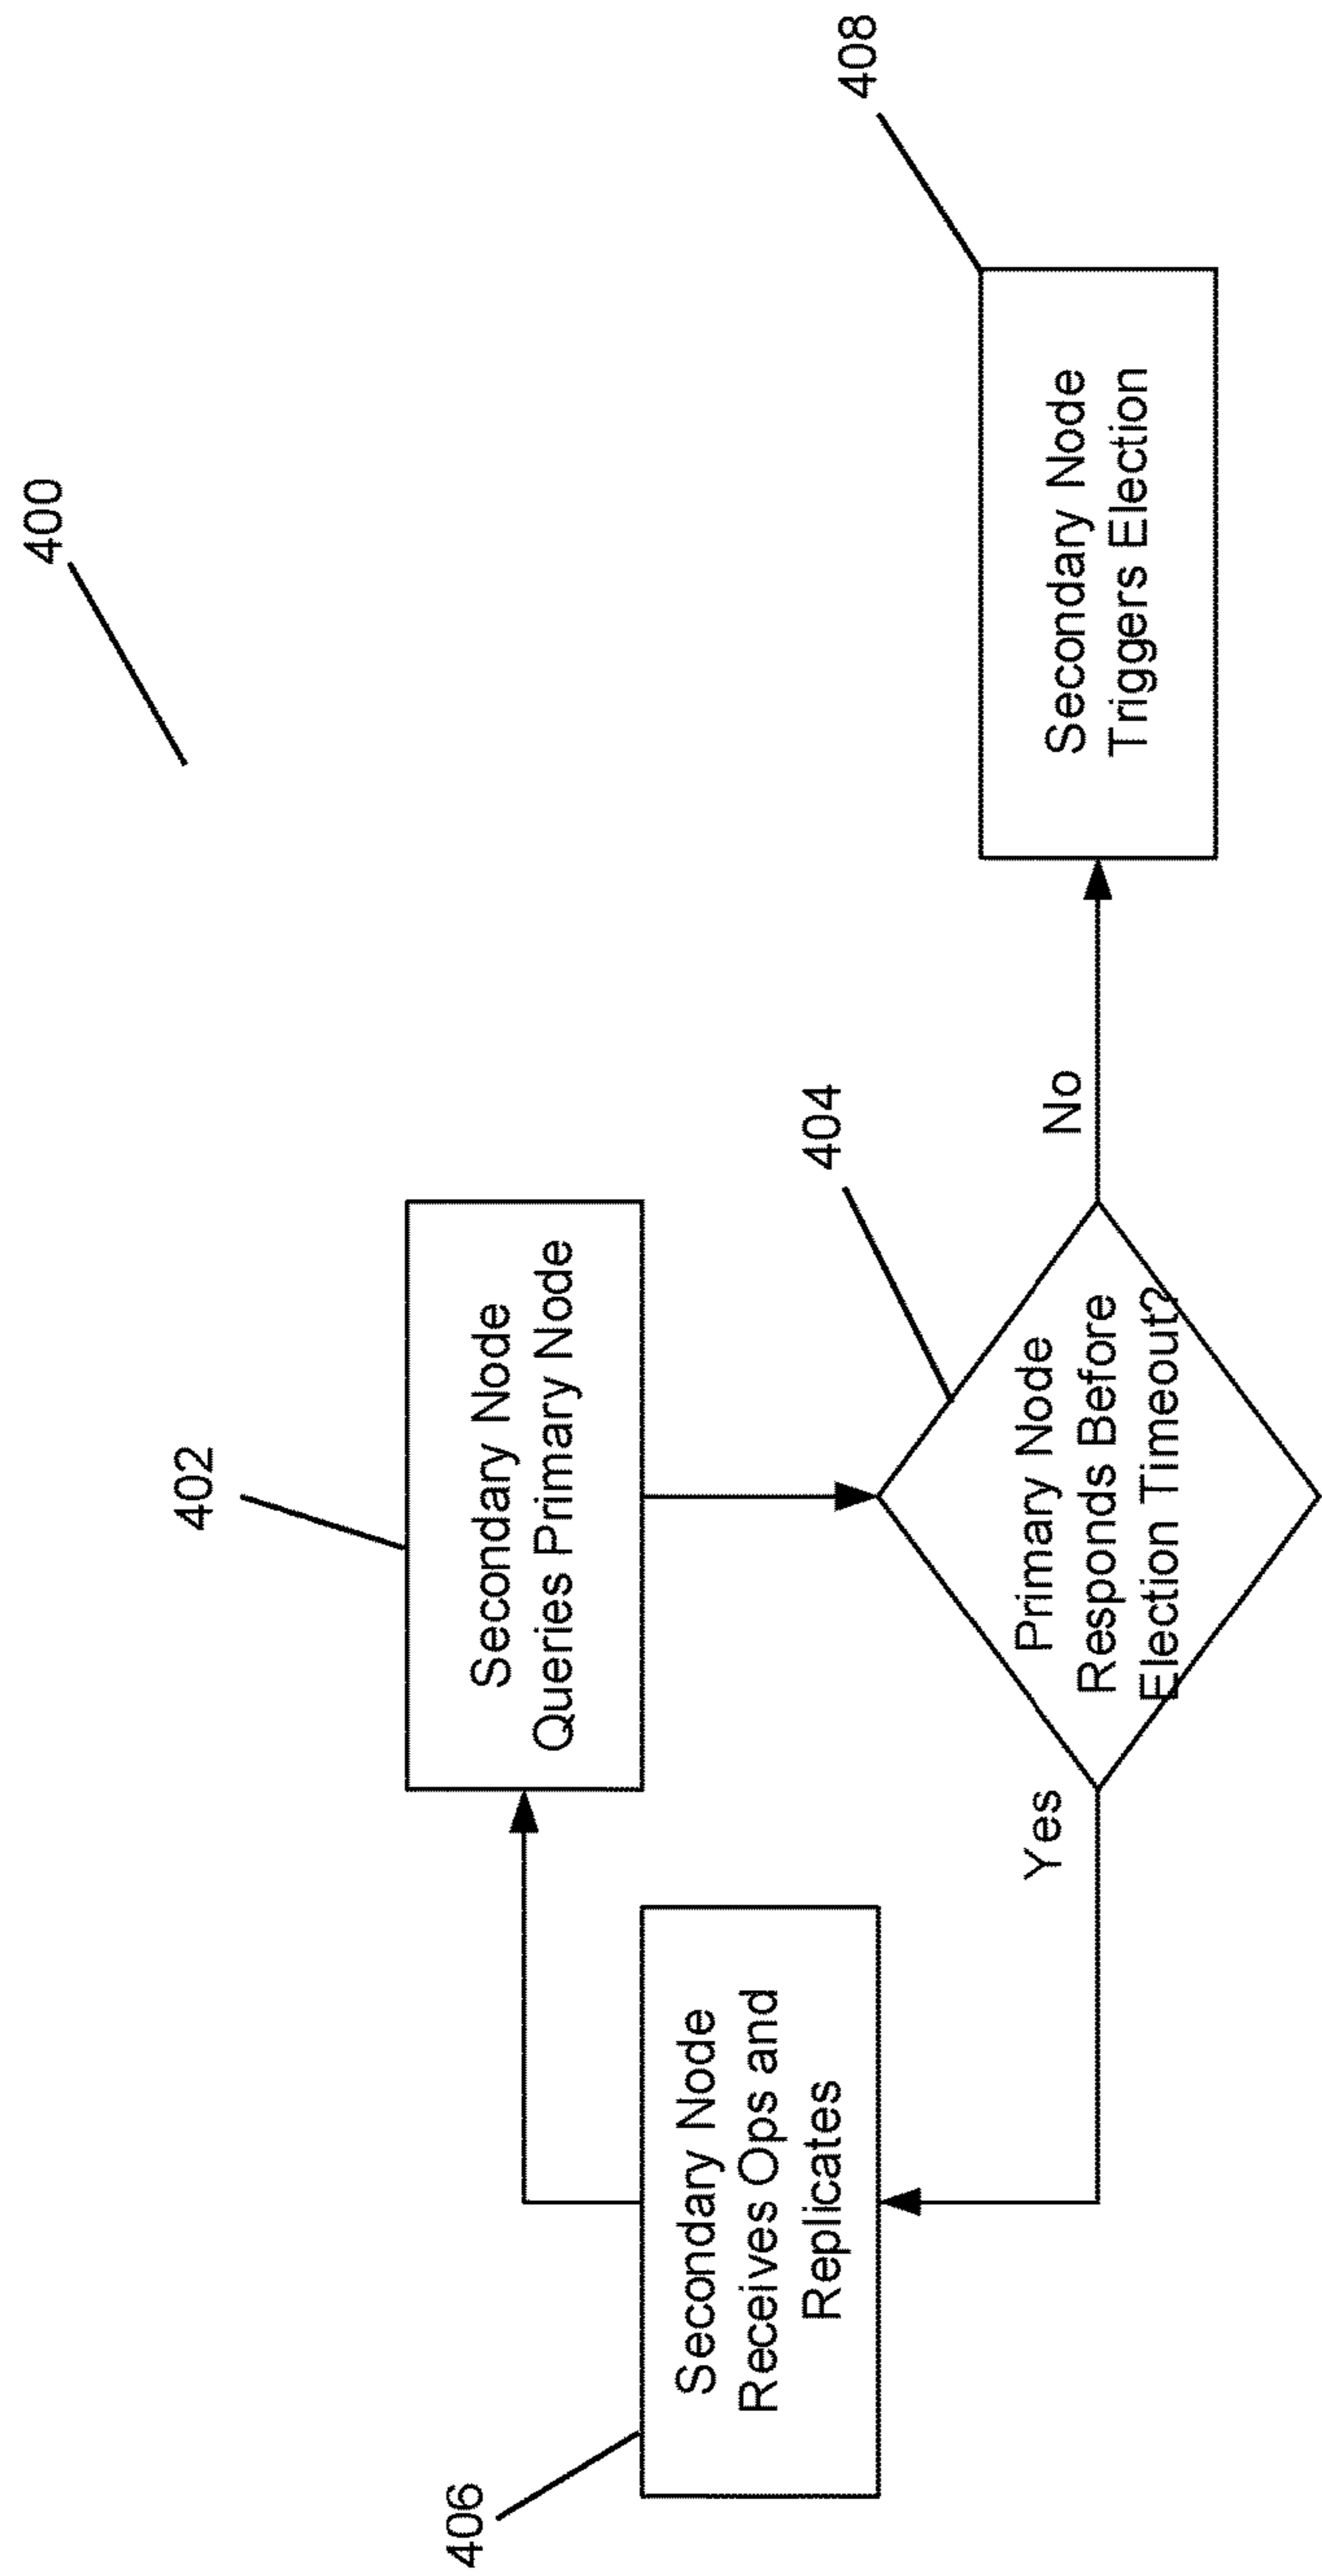 400
402
Secondary Node
Queries Primary Node
406
Secondary Node
Receives Ops and
Replicates
404
Primary Node
Responds Before
Election Timeout?
Yes
No
408
Secondary Node
Triggers Election